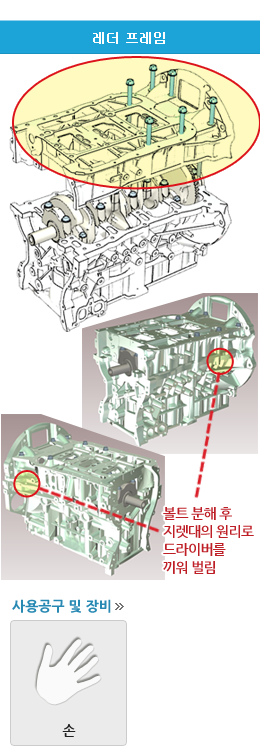 레더 프레임
볼트 분해 후
지렛대의 원리로
드라이버를
끼워 벌림
사용공구 및 장비 »
손